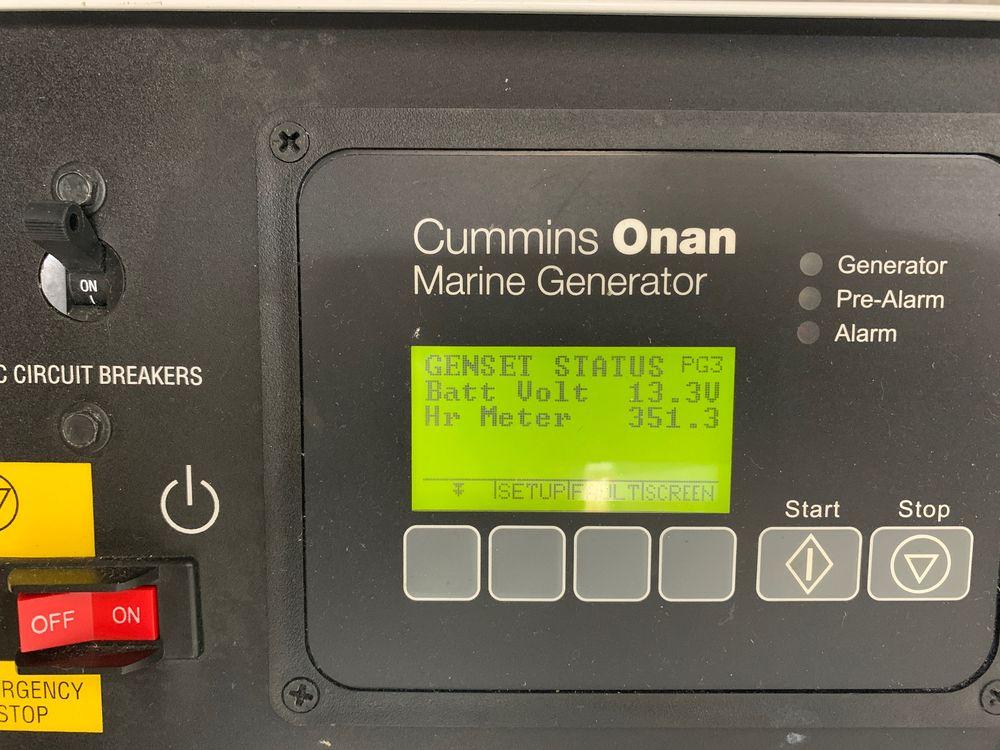 ON
C CIRCUIT BREAKERS
OFF ON
RGENCY
STOP
Cummins Onan
Marine Generator
Generator
Pre-Alarm
Alarm
GENSET STATUS PG3
Batt Volt 13.3V
Hr Meter 351.3
SETUP FAULT SCREEN
Start Stop